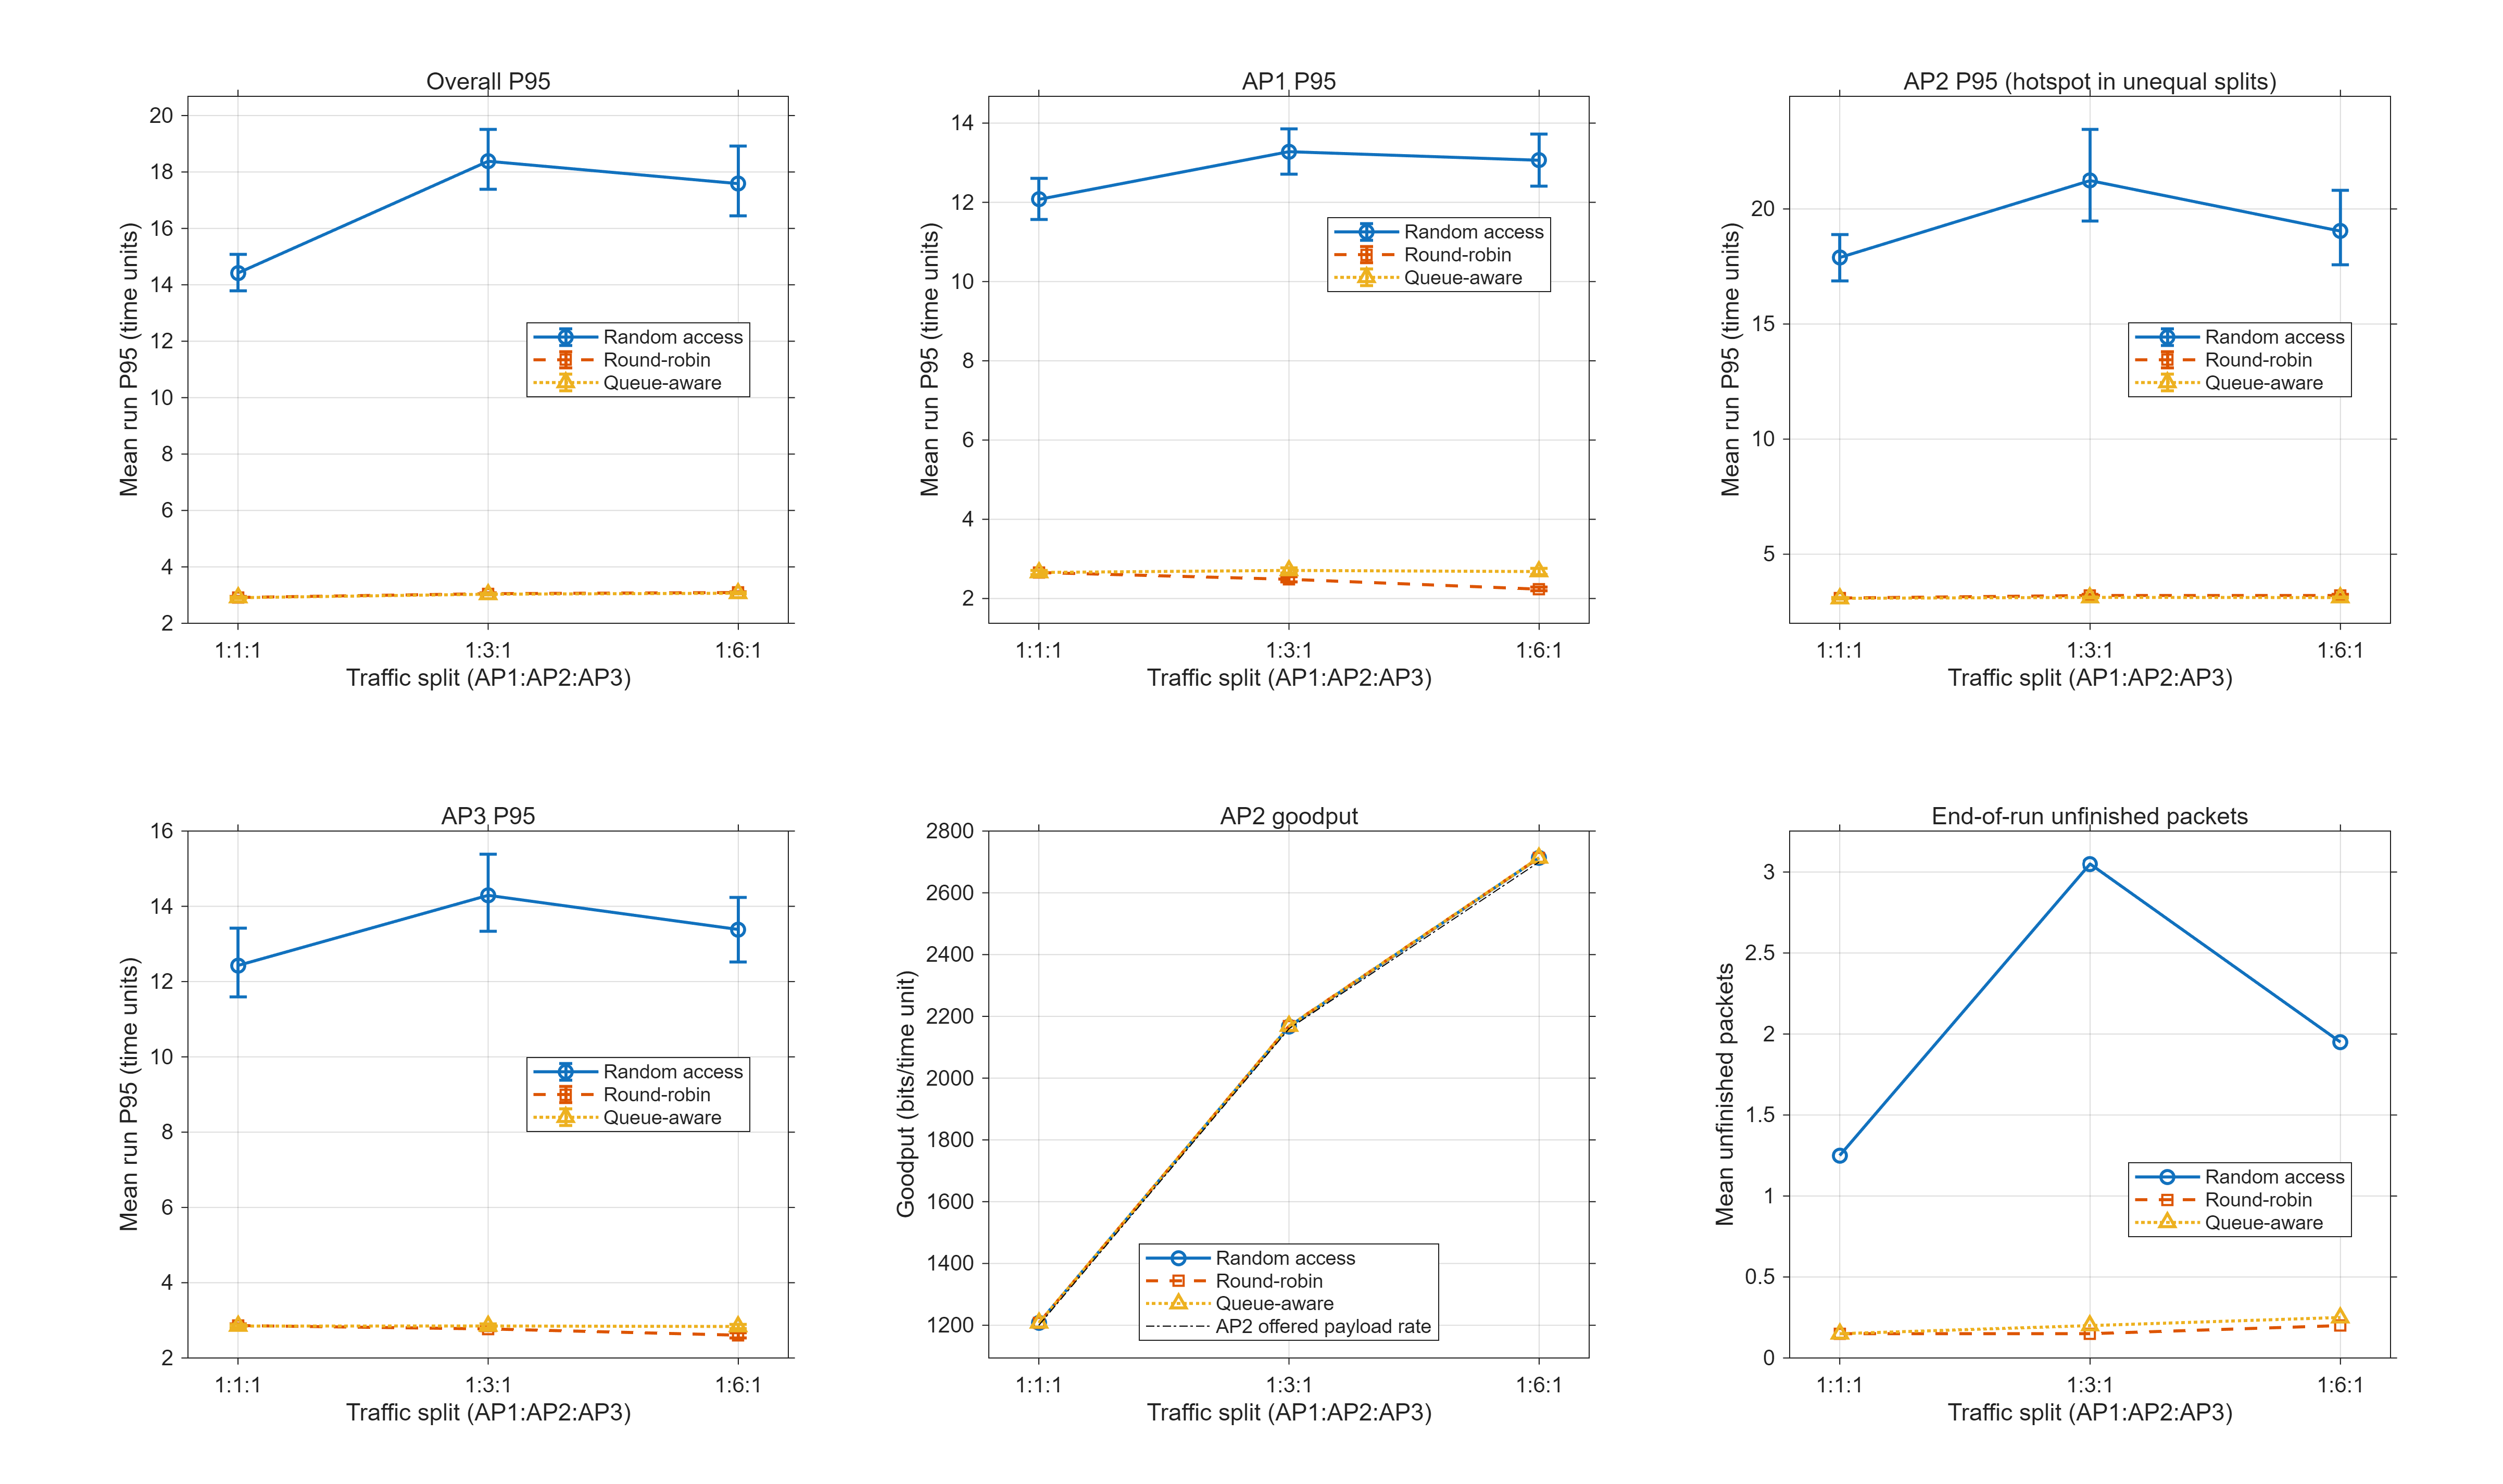 Overall P95
Mean run P95 (time units)
20
18
16
14
12
10
8
6
4
2
Random access
Round-robin
Queue-aware
1:1:1
1:3:1
1:6:1
Traffic split (AP1:AP2:AP3)
AP1 P95
Mean run P95 (time units)
14
12
10
8
6
4
2
Random access
Round-robin
Queue-aware
1:1:1
1:3:1
1:6:1
Traffic split (AP1:AP2:AP3)
AP2 P95 (hotspot in unequal splits)
Mean run P95 (time units)
20
15
10
5
Random access
Round-robin
Queue-aware
1:1:1
1:3:1
1:6:1
Traffic split (AP1:AP2:AP3)
AP3 P95
Mean run P95 (time units)
16
14
12
10
8
6
4
2
Random access
Round-robin
Queue-aware
1:1:1
1:3:1
1:6:1
Traffic split (AP1:AP2:AP3)
AP2 goodput
Goodput (bits/time unit)
2800
2600
2400
2200
2000
1800
1600
1400
1200
Random access
Round-robin
Queue-aware
AP2 offered payload rate
1:1:1
1:3:1
1:6:1
Traffic split (AP1:AP2:AP3)
End-of-run unfinished packets
Mean unfinished packets
3
2.5
2
1.5
1
0.5
0
Random access
Round-robin
Queue-aware
1:1:1
1:3:1
1:6:1
Traffic split (AP1:AP2:AP3)